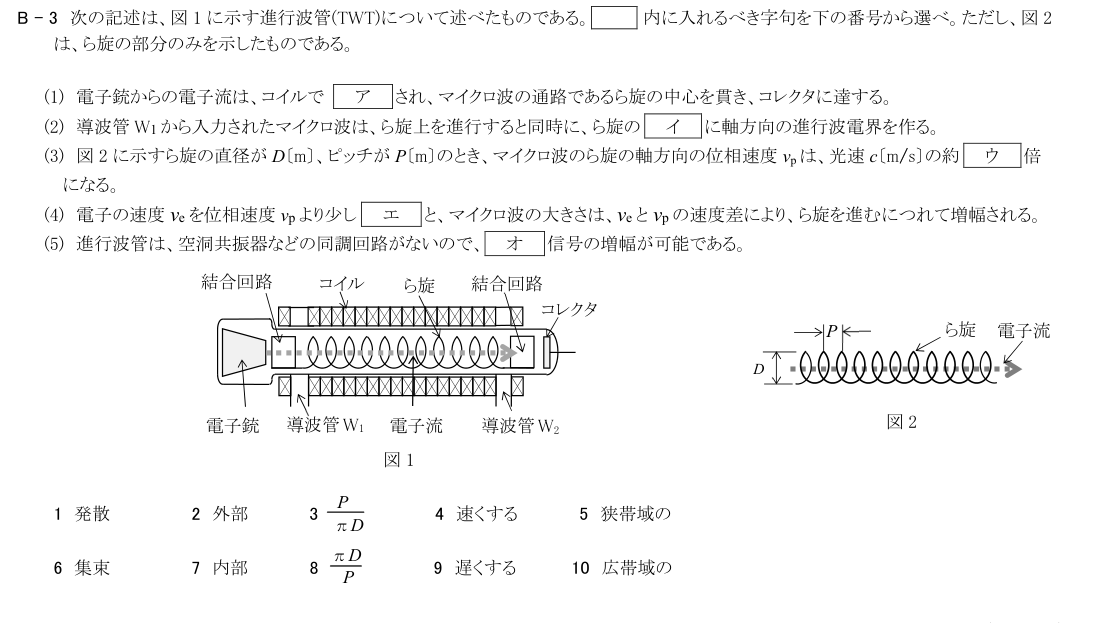 B－3 次の記述は、図１に示す進行波管(TWT)について述べたものである。 内に入れるべき字句を下の番号から選べ。ただし、図２
は、ら旋の部分のみを示したものである。
(1) 電子銃からの電子流は、コイルで ア され、マイクロ波の通路であるら旋の中心を貫き、コレクタに達する。
(2) 導波管 W₁から入力されたマイクロ波は、ら旋上を進行すると同時に、ら旋の イ に軸方向の進行波電界を作る。
(3) 図２に示すら旋の直径が D〔m〕、ピッチが P〔m〕のとき、マイクロ波のら旋の軸方向の位相速度 vₚは、光速 c〔m/s〕の約 ウ 倍
になる。
(4) 電子の速度 vₑを位相速度 vₚより少し エ と、マイクロ波の大きさは、vₑと vₚの速度差により、ら旋を進むにつれて増幅される。
(5) 進行波管は、空洞共振器などの同調回路がないので、 オ 信号の増幅が可能である。
結合回路 コイル ら旋 結合回路
コレクタ
電子銃 導波管 W₁ 電子流 導波管 W₂
図１
P ら旋 電子流
D
図２
1 発散 2 外部 3 P/πD 4 速くする 5 狭帯域の
6 集束 7 内部 8 πD/P 9 遅くする 10 広帯域の